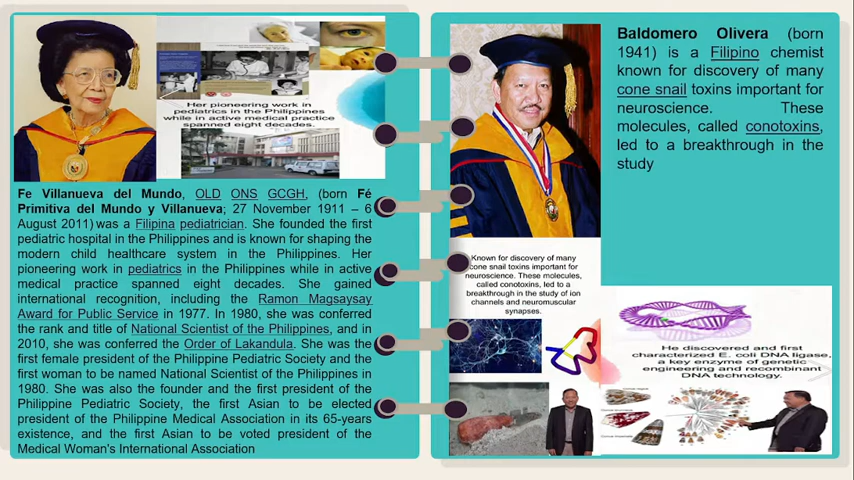 Her pioneering work in
pediatrics in the Philippines
while in active medical practice
spanned eight decades.
Fe Villanueva del Mundo, OLD ONS GCGH, (born Fé
Primitiva del Mundo y Villanueva; 27 November 1911 – 6
August 2011) was a Filipina pediatrician. She founded the first
pediatric hospital in the Philippines and is known for shaping the
modern child healthcare system in the Philippines. Her
pioneering work in pediatrics in the Philippines while in active
medical practice spanned eight decades. She gained
international recognition, including the Ramon Magsaysay
Award for Public Service in 1977. In 1980, she was conferred
the rank and title of National Scientist of the Philippines, and in
2010, she was conferred the Order of Lakandula. She was the
first female president of the Philippine Pediatric Society and the
first woman to be named National Scientist of the Philippines in
1980. She was also the founder and the first president of the
Philippine Pediatric Society, the first Asian to be elected
president of the Philippine Medical Association in its 65-years
existence, and the first Asian to be voted president of the
Medical Woman's International Association
Baldomero Olivera (born
1941) is a Filipino chemist
known for discovery of many
cone snail toxins important for
neuroscience. These
molecules, called conotoxins,
led to a breakthrough in the
study
Known for discovery of many
cone snail toxins important for
neuroscience. These molecules,
called conotoxins, led to a
breakthrough in the study of ion
channels and neuromuscular
synapses.
He discovered and first
characterized E. coli DNA ligase,
a key enzyme of genetic
engineering and recombinant
DNA technology.